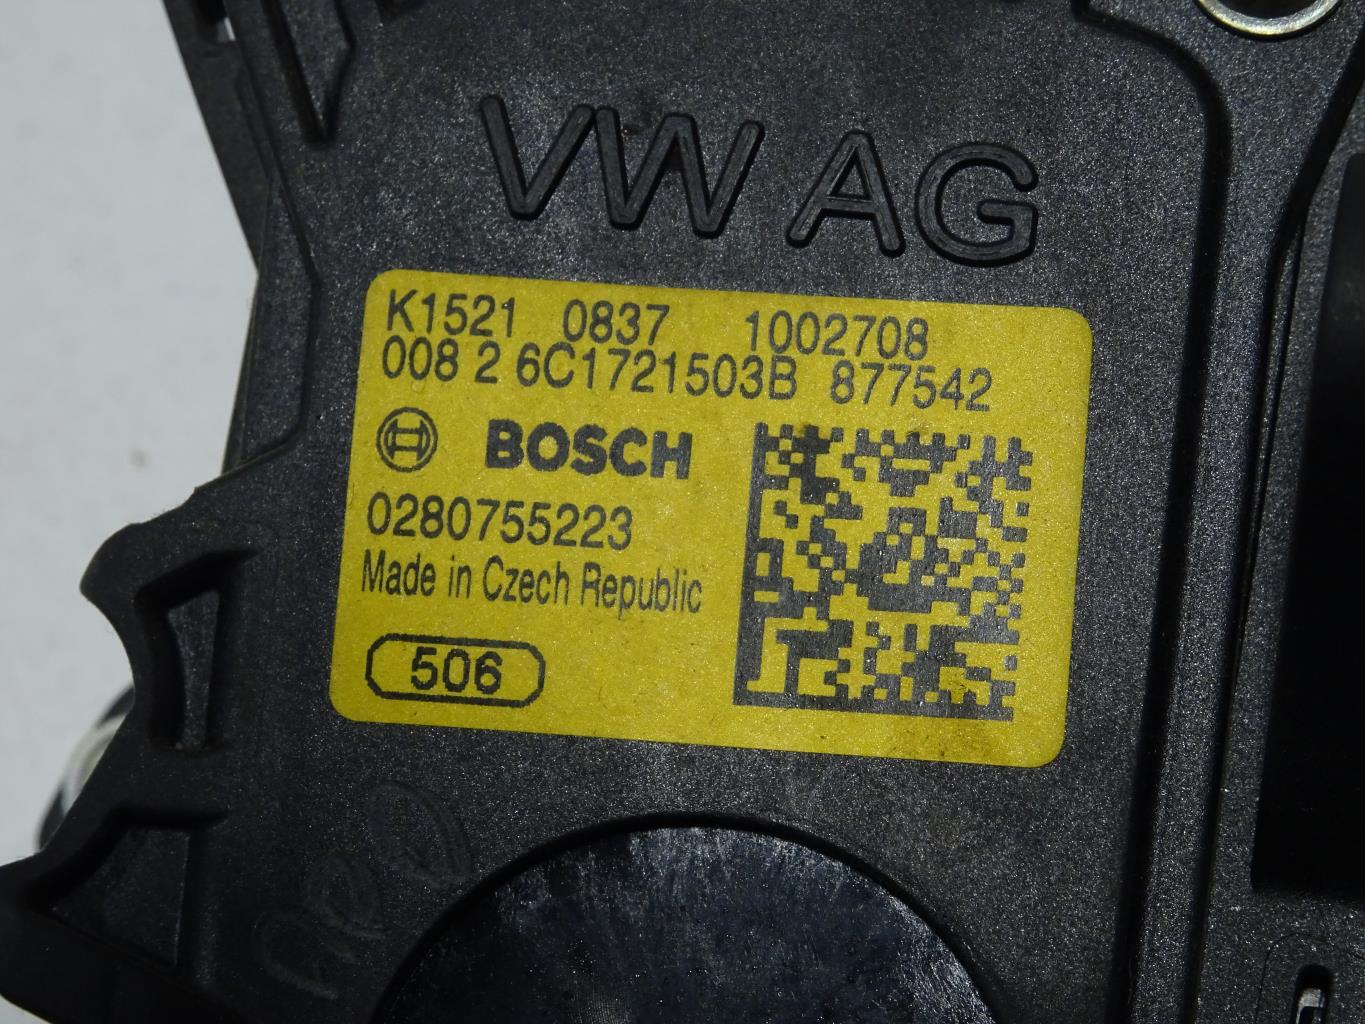 VW AG
K1521 0837 1002708
008 2 6C1721503B 877542
BOSCH
0280755223
Made in Czech Republic
506